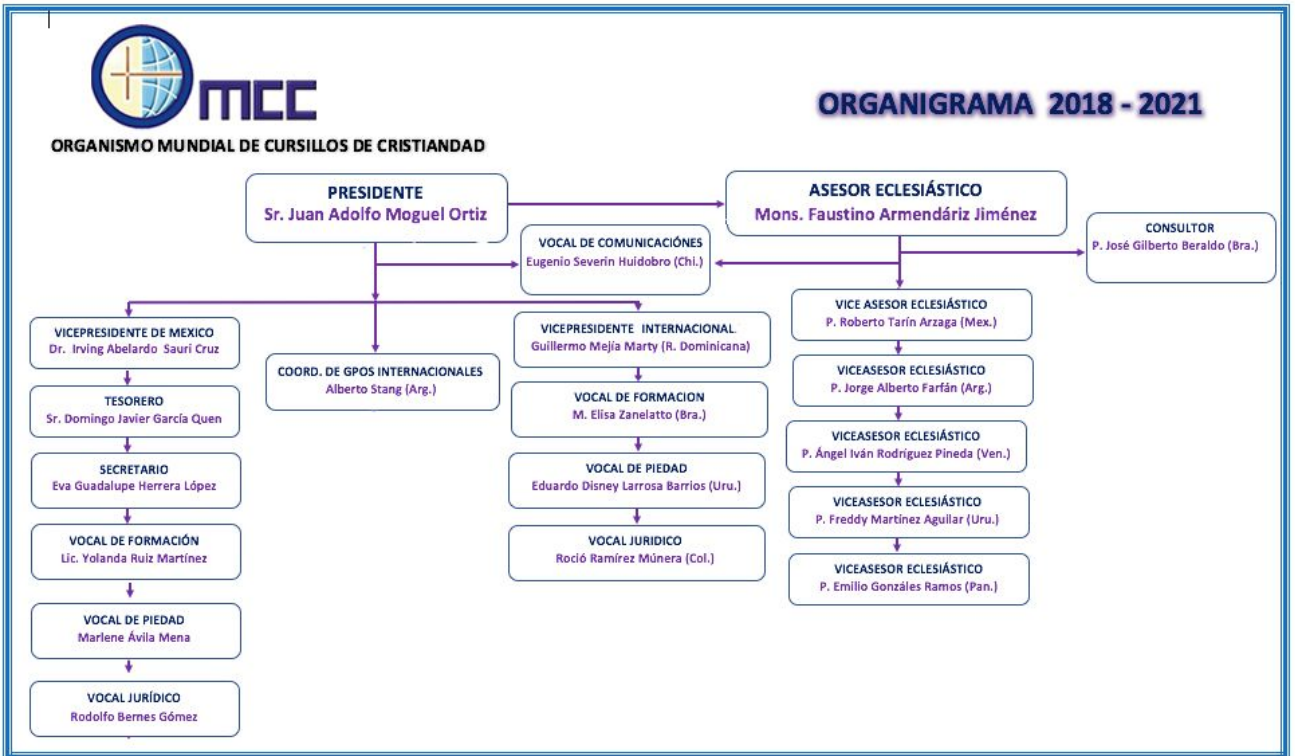 OMCC
ORGANISMO MUNDIAL DE CURSILLOS DE CRISTIANDAD
ORGANIGRAMA 2018 - 2021
PRESIDENTE
Sr. Juan Adolfo Moguel Ortiz
ASESOR ECLESIÁSTICO
Mons. Faustino Armendáriz Jiménez
VOCAL DE COMUNICACIÓNES
Eugenio Severin Huidobro (Chi.)
CONSULTOR
P. José Gilberto Beraldo (Bra.)
VICEPRESIDENTE DE MEXICO
Dr. Irving Abelardo Sauri Cruz
TESORERO
Sr. Domingo Javier García Quen
SECRETARIO
Eva Guadalupe Herrera López
VOCAL DE FORMACIÓN
Lic. Yolanda Ruiz Martínez
VOCAL DE PIEDAD
Marlene Ávila Mena
VOCAL JURÍDICO
Rodolfo Bernes Gómez
COORD. DE GPOS INTERNACIONALES
Alberto Stang (Arg.)
VICEPRESIDENTE INTERNACIONAL
Guillermo Mejía Marty (R. Dominicana)
VOCAL DE FORMACION
M. Elisa Zanelatto (Bra.)
VOCAL DE PIEDAD
Eduardo Disney Larrosa Barrios (Uru.)
VOCAL JURIDICO
Roció Ramírez Múnera (Col.)
VICE ASESOR ECLESIÁSTICO
P. Roberto Tarín Arzaga (Mex.)
VICEASESOR ECLESIÁSTICO
P. Jorge Alberto Farfán (Arg.)
VICEASESOR ECLESIÁSTICO
P. Ángel Iván Rodríguez Pineda (Ven.)
VICEASESOR ECLESIÁSTICO
P. Freddy Martínez Aguilar (Uru.)
VICEASESOR ECLESIÁSTICO
P. Emilio Gonzáles Ramos (Pan.)